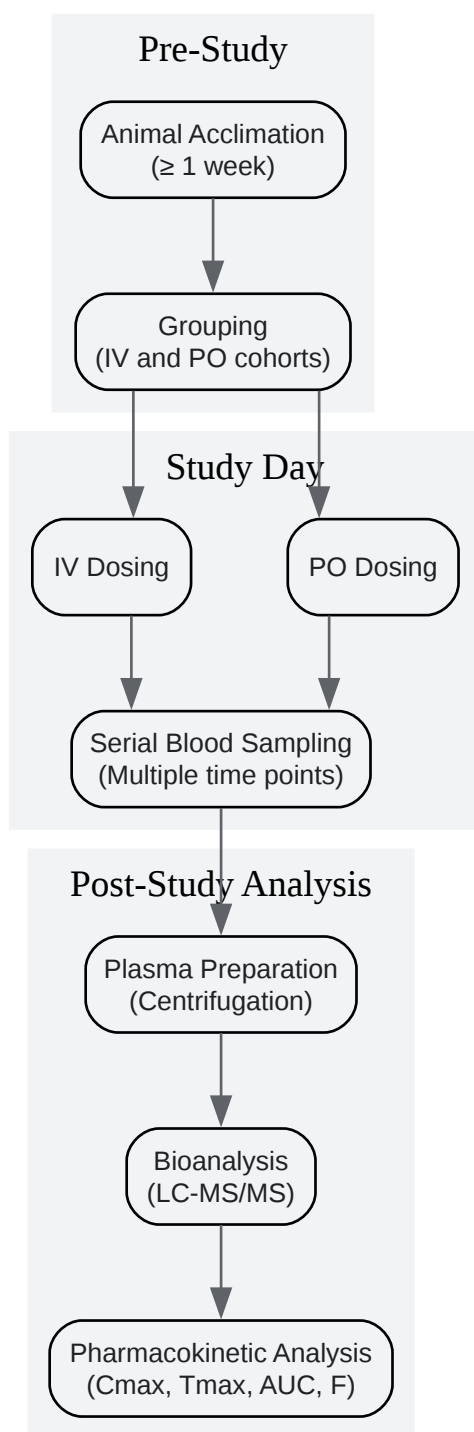 Pre-Study
Animal Acclimation
(≥ 1 week)
Grouping
(IV and PO cohorts)
Study Day
IV Dosing
PO Dosing
Serial Blood Sampling
(Multiple time points)
Post-Study Analysis
Plasma Preparation
(Centrifugation)
Bioanalysis
(LC-MS/MS)
Pharmacokinetic Analysis
(Cmax, Tmax, AUC, F)